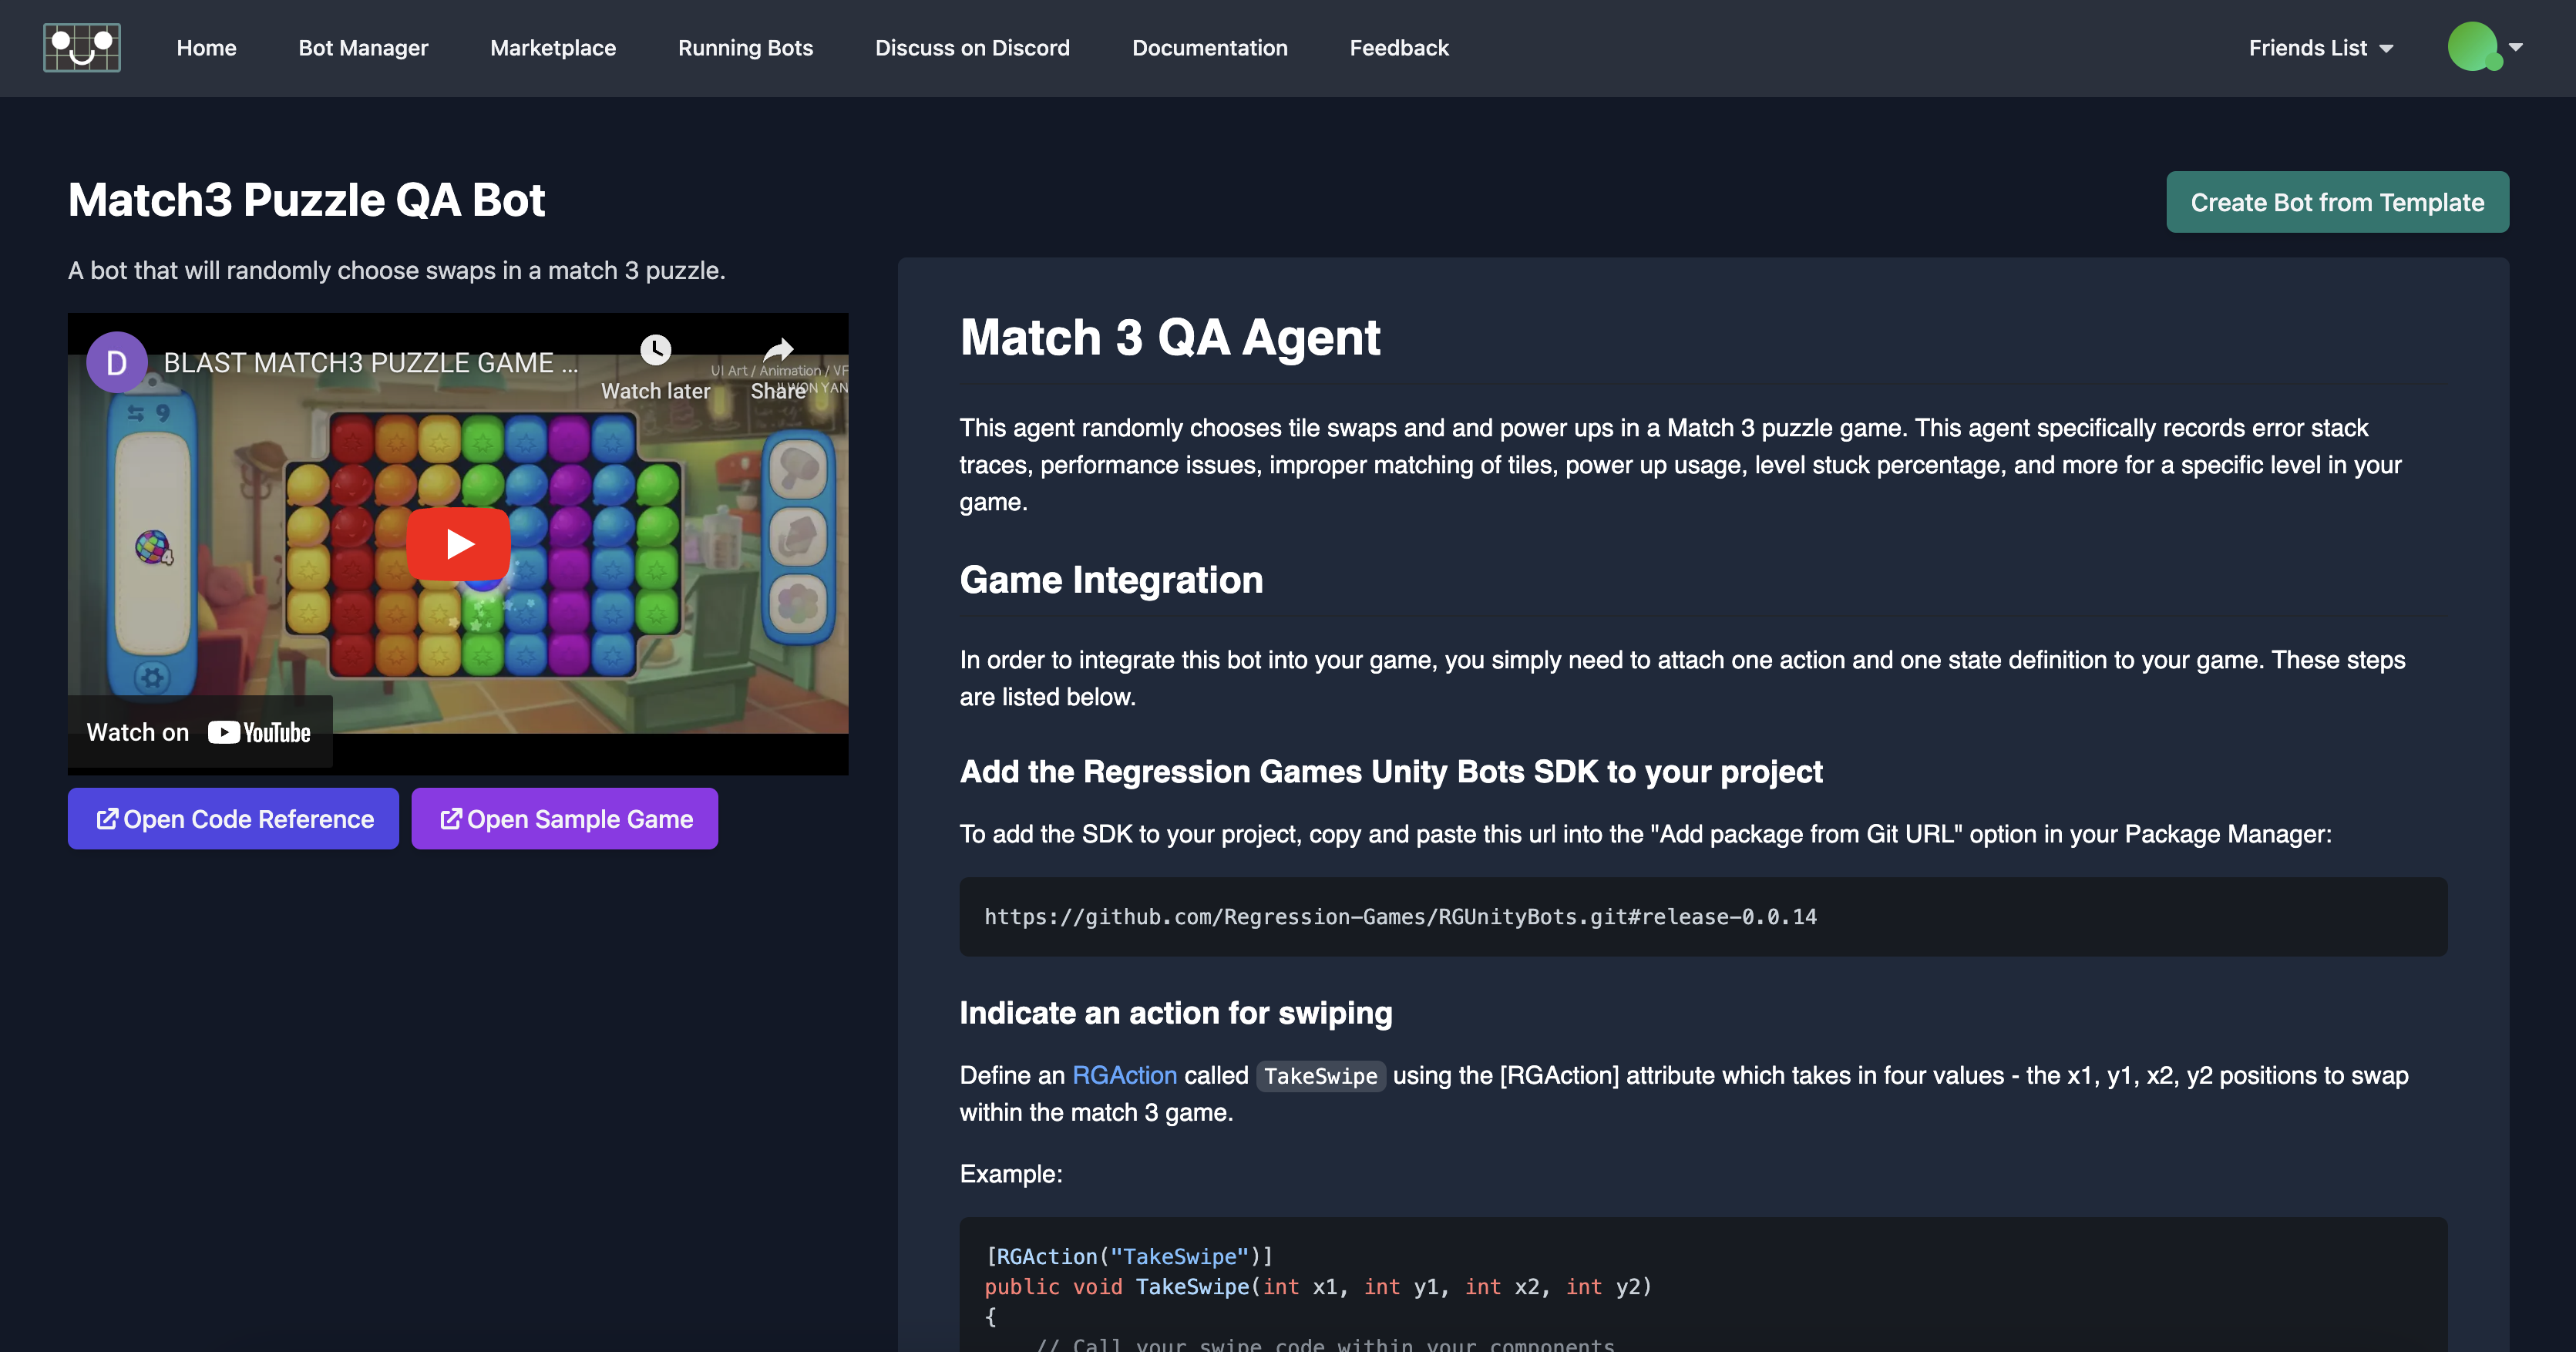 Home
Bot Manager
Marketplace
Running Bots
Discuss on Discord
Documentation
Feedback
Friends List
Match3 Puzzle QA Bot
Create Bot from Template
A bot that will randomly choose swaps in a match 3 puzzle.
D
BLAST MATCH3 PUZZLE GAME ...
Watch later
Share
UI Art / Animation / VF
9
4
Watch on YouTube
Open Code Reference
Open Sample Game
Match 3 QA Agent
This agent randomly chooses tile swaps and and power ups in a Match 3 puzzle game. This agent specifically records error stack
traces, performance issues, improper matching of tiles, power up usage, level stuck percentage, and more for a specific level in your
game.
Game Integration
In order to integrate this bot into your game, you simply need to attach one action and one state definition to your game. These steps
are listed below.
Add the Regression Games Unity Bots SDK to your project
To add the SDK to your project, copy and paste this url into the "Add package from Git URL" option in your Package Manager:
https://github.com/Regression-Games/RGUnityBots.git#release-0.0.14
Indicate an action for swiping
Define an RGAction called TakeSwipe using the [RGAction] attribute which takes in four values - the x1, y1, x2, y2 positions to swap
within the match 3 game.
Example:
[RGAction("TakeSwipe")]
public void TakeSwipe(int x1, int y1, int x2, int y2)
{
// Call your swipe code within your components